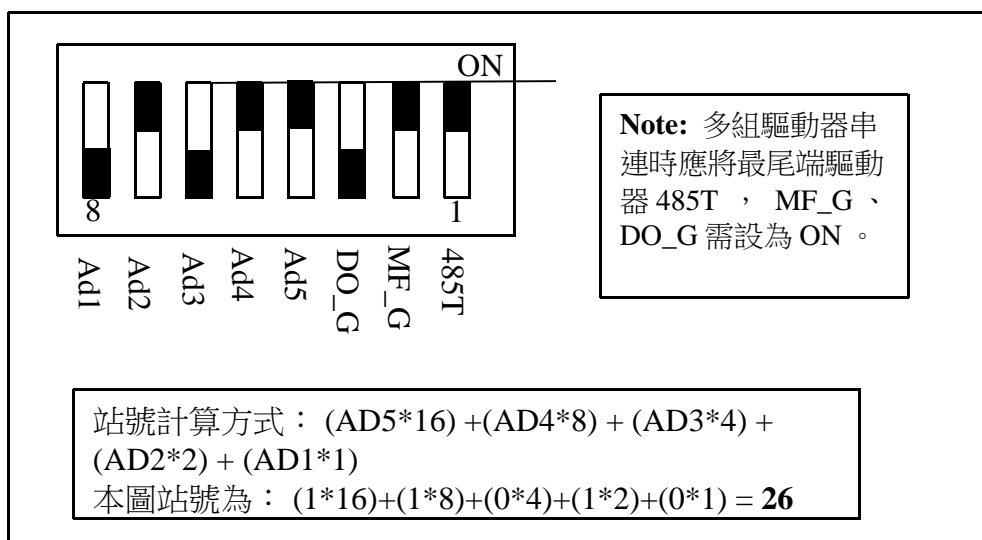 ON
8 1
Ad1 Ad2 Ad3 Ad4 Ad5 DO_G MF_G 485T
Note: 多組驅動器串
連時應將最尾端驅動
器 485T ， MF_G 、
DO_G 需設為 ON 。
站號計算方式： (AD5*16) +(AD4*8) + (AD3*4) +
(AD2*2) + (AD1*1)
本圖站號為： (1*16)+(1*8)+(0*4)+(1*2)+(0*1) = 26